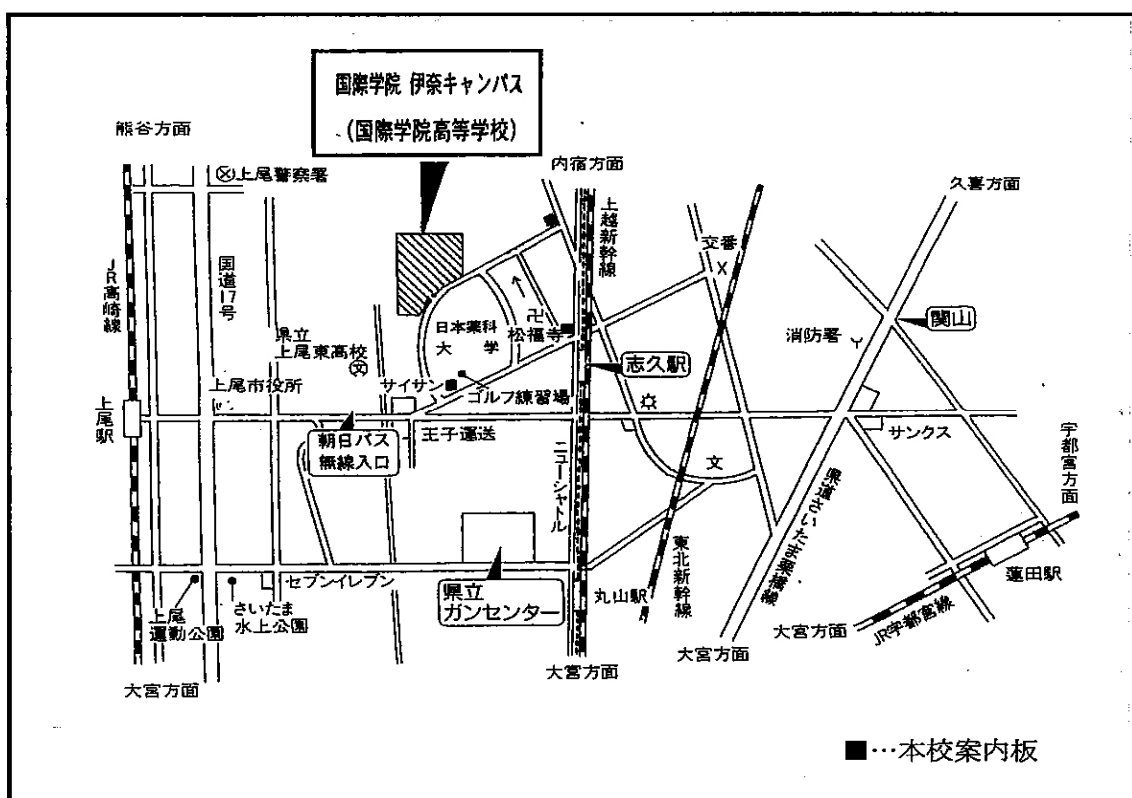 国際学院 伊奈キャンパス
(国際学院高等学校)
熊谷方面
上尾警察署
内宿方面
久喜方面
上越新幹線
交番
JR高崎線
国道17号
関山
消防署
日本薬科
大学
卍
松福寺
県立
上尾東高校
文
志久駅
サイサン
ゴルフ練習場
上尾市役所
上尾駅
王子運送
サンクス
朝日バス
無線入口
宇都宮方面
文
ニューシャトル
県道さいたま栗橋線
東北新幹線
セブンイレブン
県立
ガンセンター
丸山駅
蓮田駅
上尾
運動公園
さいたま
水上公園
大宮方面
JR宇都宮線
大宮方面
大宮方面
大宮方面
■…本校案内板